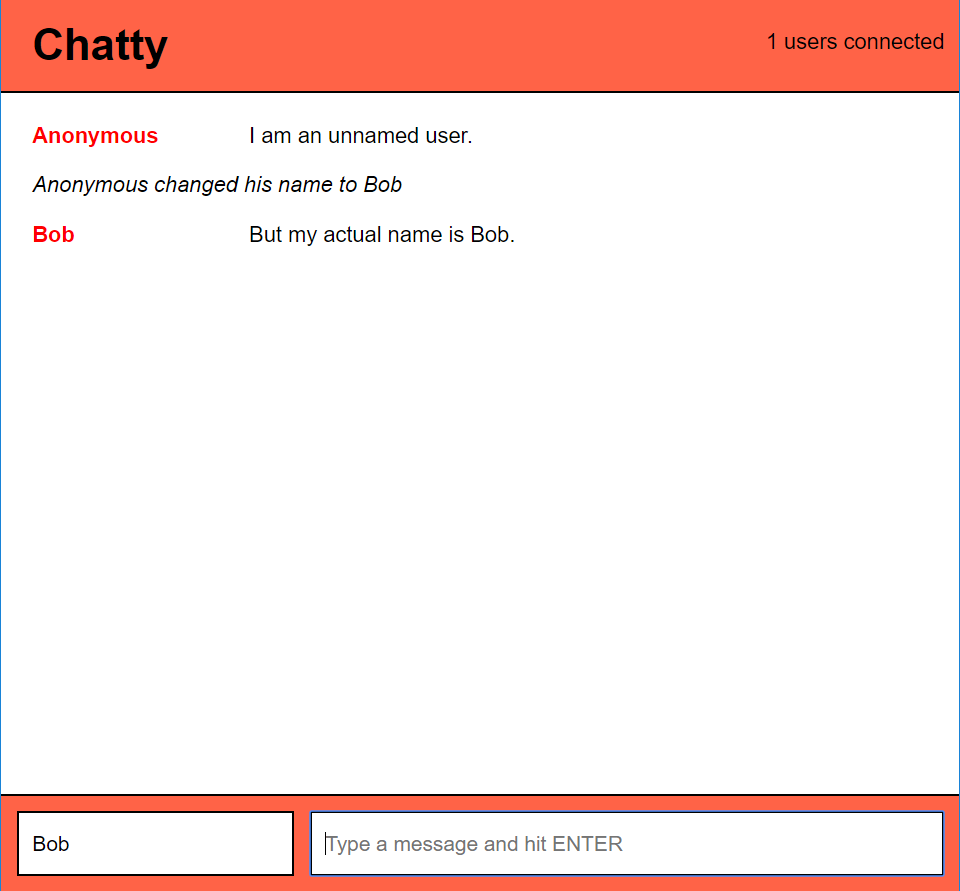 Chatty
1 users connected
Anonymous I am an unnamed user.
Anonymous changed his name to Bob
Bob But my actual name is Bob.
Bob
Type a message and hit ENTER